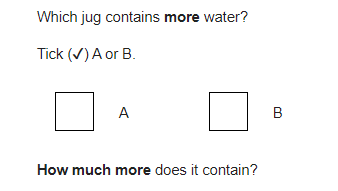 Which jug contains more water?
Tick (✓) A or B.
A B
How much more does it contain?